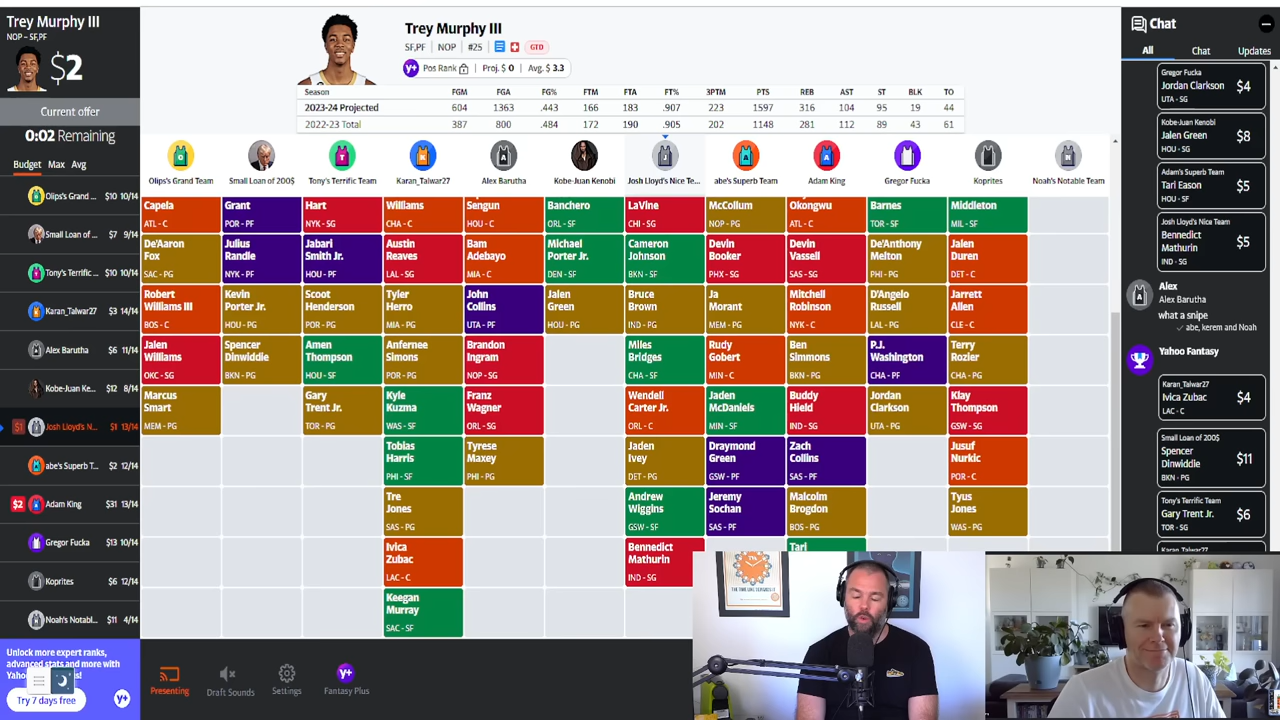 Trey Murphy III
NOP – SF,PF
$2
Current offer
0:02 Remaining
Budget Max Avg
Olips's Grand ... $10 10/14
Small Loan of ... $7 9/14
Tony's Terrific ... $10 10/14
Karan_Talwar27 $3 14/14
Alex Barutha $6 11/14
Kobe-Juan Ke... $12 8/14
$1 Josh Lloyd's N... $1 13/14
abe's Superb T... $2 12/14
$2 Adam King $31 13/14
Gregor Fucka $13 10/14
Koprites $6 12/14
Noah's Notabl... $11 4/14
Unlock more expert ranks,
advanced stats and more with
Try 7 days free
y+
Trey Murphy III
SF,PF NOP #25 GTD
y+ Pos Rank Proj. $ 0 Avg. $ 3.3
Season FGM FGA FG% FTM FTA FT% 3PTM PTS REB AST ST BLK TO
2023-24 Projected 604 1363 .443 166 183 .907 223 1597 316 104 95 19 44
2022-23 Total 387 800 .484 172 190 .905 202 1148 281 112 89 43 61
Olips's Grand Team Small Loan of 200$ Tony's Terrific Team Karan_Talwar27 Alex Barutha Kobe-Juan Kenobi Josh Lloyd's Nice Te... abe's Superb Team Adam King Gregor Fucka Koprites Noah's Notable Team
Capela Grant Hart Williams Sengun Banchero LaVine McCollum Okongwu Barnes Middleton
ATL - C POR - PF NYK - SG CHA - C HOU - C ORL - SF CHI - SG NOP - PG ATL - C TOR - SF MIL - SF
De'Aaron Julius Jabari Austin Bam Michael Cameron Devin Devin De'Anthony Jalen
Fox Randle Smith Jr. Reaves Adebayo Porter Jr. Johnson Booker Vassell Melton Duren
SAC - PG NYK - PF HOU - PF LAL - SG MIA - C DEN - SF BKN - SF PHX - SG SAS - SG PHI - PG DET - C
Robert Kevin Scoot Tyler John Jalen Bruce Ja Mitchell D'Angelo Jarrett
Williams III Porter Jr. Henderson Herro Collins Green Brown Morant Robinson Russell Allen
BOS - C HOU - PG POR - PG MIA - PG UTA - PF HOU - PG IND - PG MEM - PG NYK - C LAL - PG CLE - C
Jalen Spencer Amen Anfernee Brandon Miles Rudy Ben P.J. Terry
Williams Dinwiddie Thompson Simons Ingram Bridges Gobert Simmons Washington Rozier
OKC - SG BKN - PG HOU - SF POR - PG NOP - SG CHA - SF MIN - C BKN - PG CHA - PF CHA - PG
Marcus Gary Kyle Franz Wendell Jaden Buddy Jordan Klay
Smart Trent Jr. Kuzma Wagner Carter Jr. McDaniels Hield Clarkson Thompson
MEM - PG TOR - PG WAS - SF ORL - SG ORL - C MIN - SF IND - SG UTA - PG GSW - SG
Tobias Tyrese Jaden Draymond Zach Jusuf
Harris Maxey Ivey Green Collins Nurkic
PHI - SF PHI - PG DET - PG GSW - PF SAS - PF POR - C
Tre Andrew Jeremy Malcolm Tyus
Jones Wiggins Sochan Brogdon Jones
SAS - PG GSW - SF SAS - PF BOS - PG WAS - PG
Ivica Bennedict Tari
Zubac Mathurin
LAC - C IND - SG
Keegan
Murray
SAC - SF
Presenting Draft Sounds Settings Fantasy Plus
Chat
All Chat Updates
Gregor Fucka
Jordan Clarkson $4
UTA - SG
Kobe-Juan Kenobi
Jalen Green $8
HOU - SG
Adam's Superb Team
Tari Eason $5
HOU - SF
Josh Lloyd's Nice Team
Bennedict
Mathurin $5
IND - SG
Alex
Alex Barutha
what a snipe
abe, kerem and Noah
Yahoo Fantasy
Karan_Talwar27
Ivica Zubac $4
LAC - C
Small Loan of 200$
Spencer
Dinwiddie $11
BKN - PG
Tony's Terrific Team
Gary Trent Jr. $6
TOR - SG
Karan_Talwar27